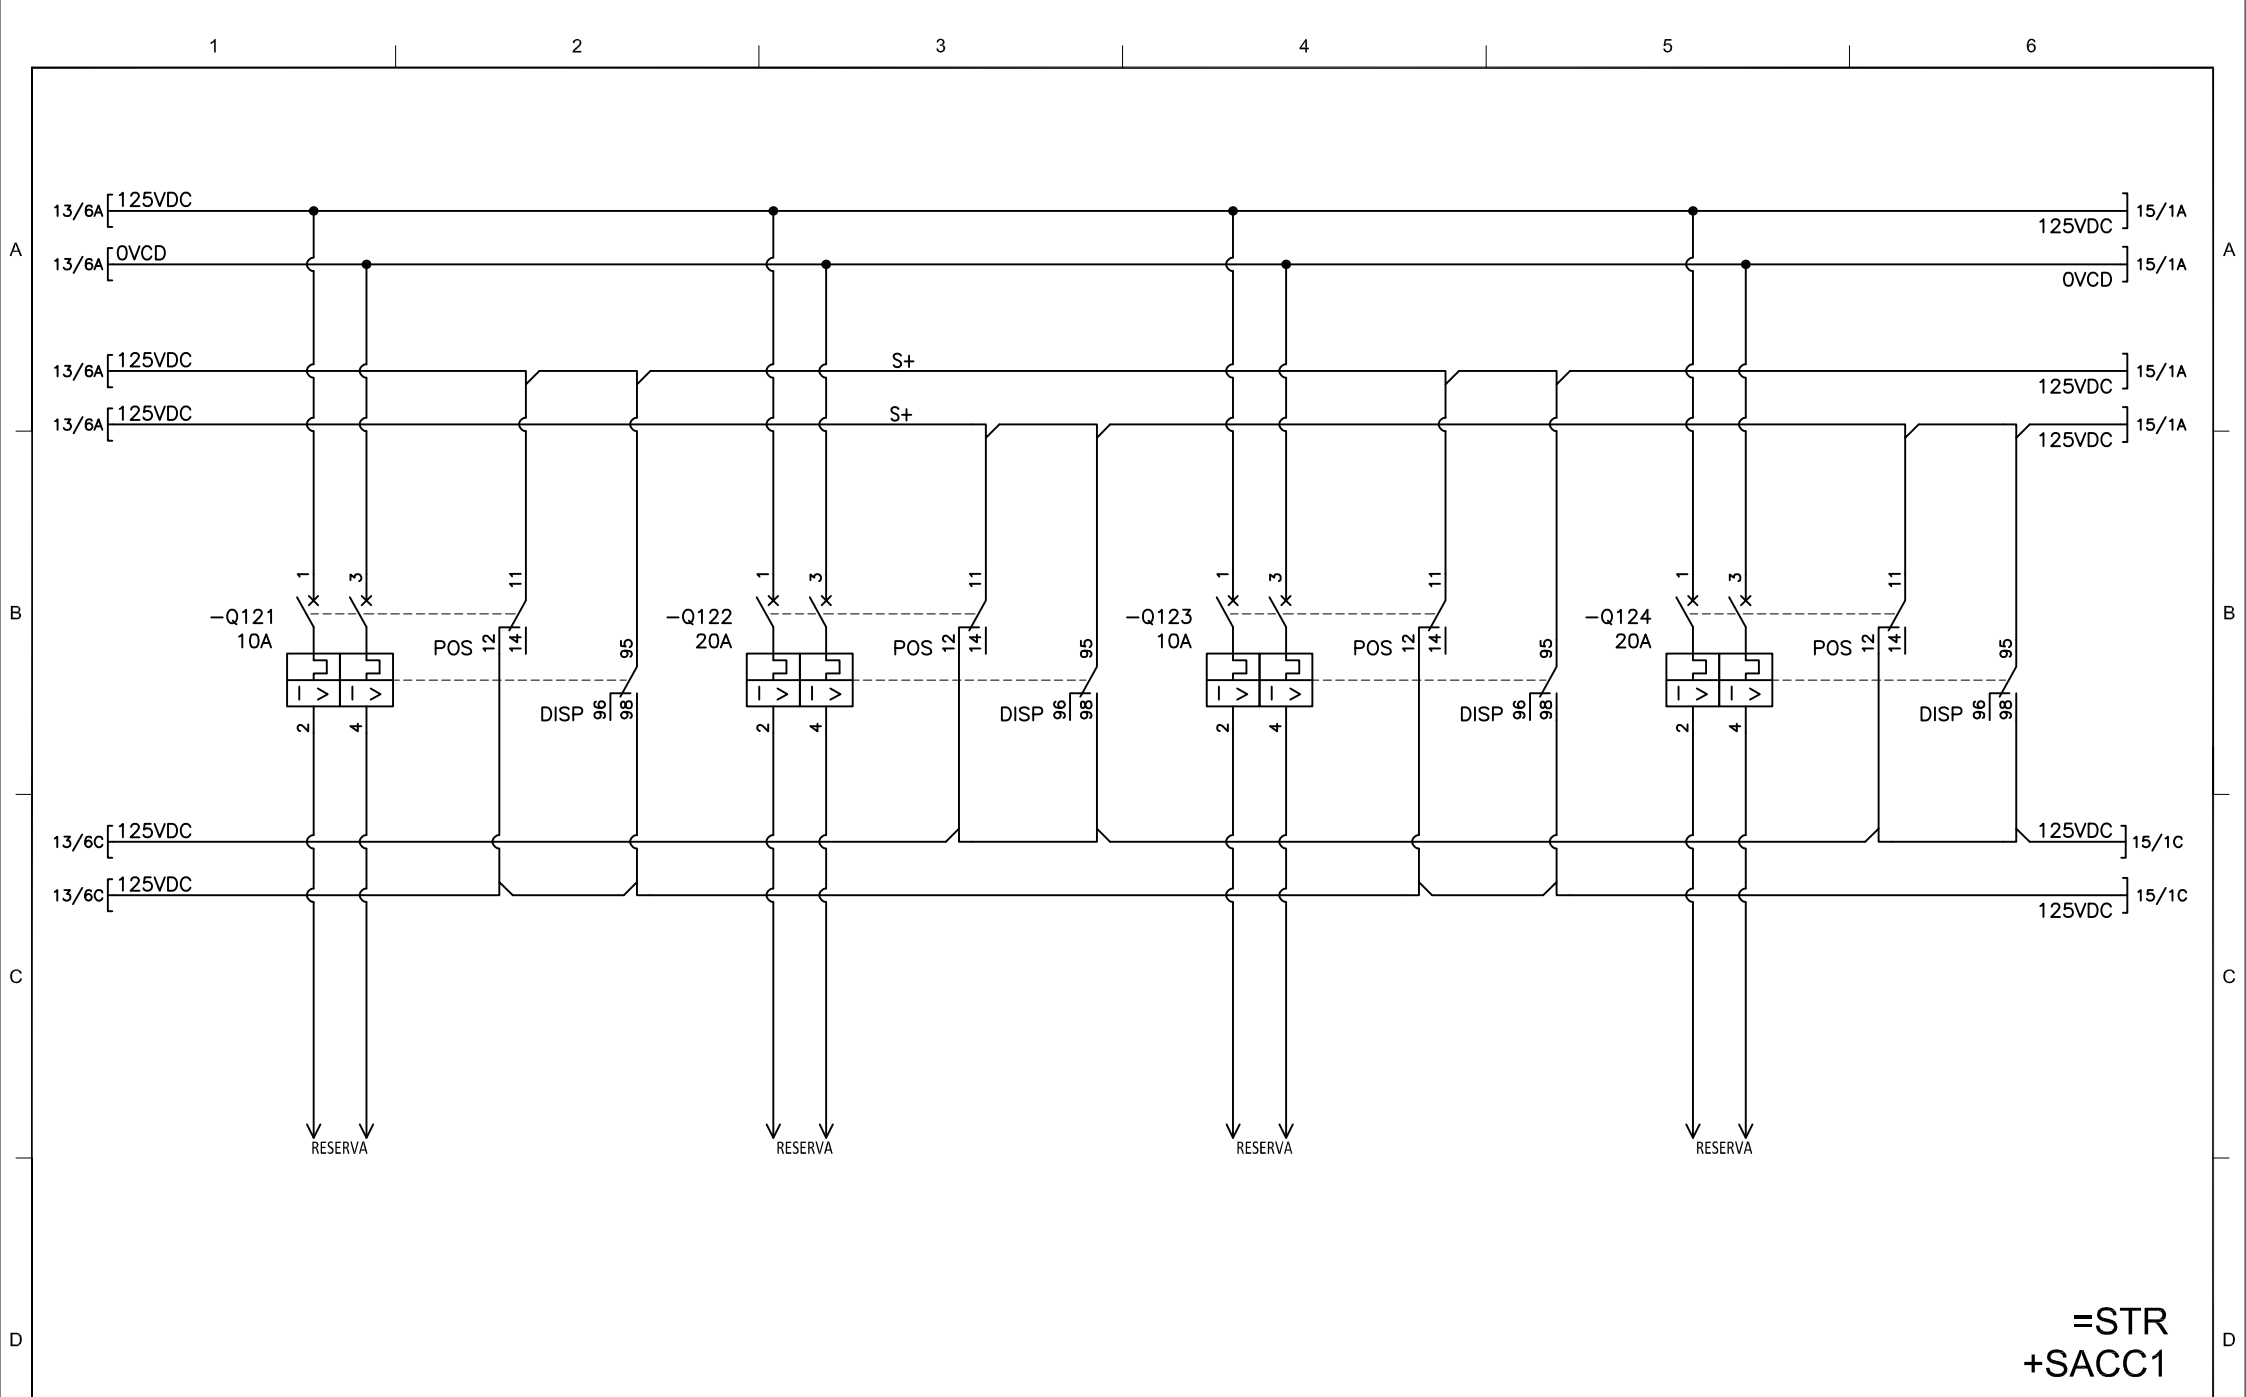 1 2 3 4 5 6
13/6A 125VDC 125VDC 15/1A
A 13/6A 0VCD 0VCD 15/1A A
13/6A 125VDC S+ 125VDC 15/1A
13/6A 125VDC S+ 125VDC 15/1A
1 3 11 1 3 11 1 3 11 1 3 11
B -Q121 -Q122 -Q123 -Q124 B
10A POS 12 14 95 20A POS 12 14 95 10A POS 12 14 95 20A POS 12 14 95
I > I > I > I > I > I > I > I >
2 4 DISP 96 98 2 4 DISP 96 98 2 4 DISP 96 98 2 4 DISP 96 98
13/6C 125VDC 125VDC 15/1C
13/6C 125VDC 125VDC 15/1C
C C
RESERVA RESERVA RESERVA RESERVA
=STR
D D
+SACC1